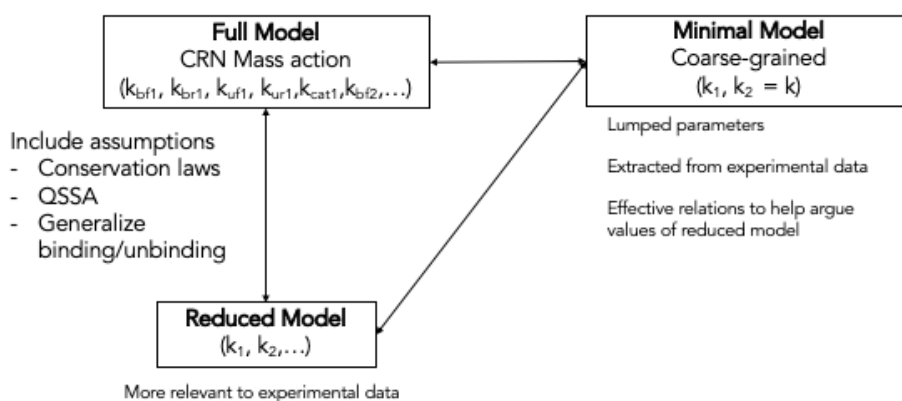 Full Model
CRN Mass action
(kbf1, kbr1, kuf1, kur1,kcat1,kbf2,…)
Minimal Model
Coarse-grained
(k1, k2 = k)
Include assumptions
- Conservation laws
- QSSA
- Generalize
binding/unbinding
Lumped parameters
Extracted from experimental data
Effective relations to help argue
values of reduced model
Reduced Model
(k1, k2,…)
More relevant to experimental data